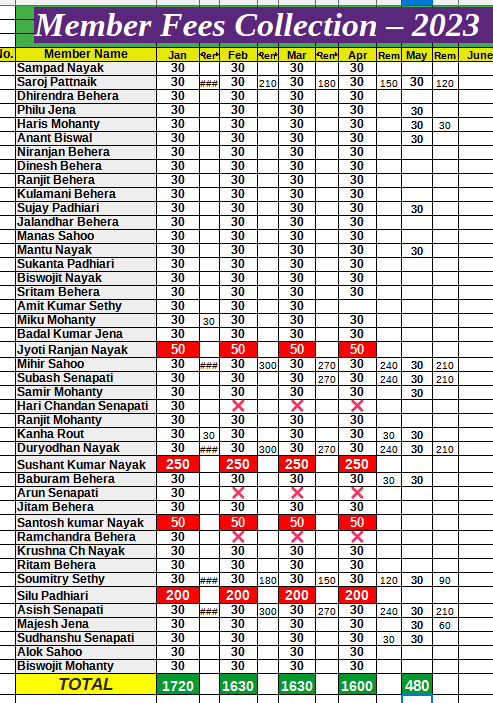 Member Fees Collection – 2023
No. Member Name Jan Rem Feb Rem Mar Rem Apr Rem May Rem June
Sampad Nayak 30 30 30 30
Saroj Pattnaik 30 ### 30 210 30 180 30 150 30 120
Dhirendra Behera 30 30 30 30
Philu Jena 30 30 30 30 30
Haris Mohanty 30 30 30 30 30 30
Anant Biswal 30 30 30 30 30
Niranjan Behera 30 30 30 30
Dinesh Behera 30 30 30 30
Ranjit Behera 30 30 30 30
Kulamani Behera 30 30 30 30
Sujay Padhiari 30 30 30 30 30
Jalandhar Behera 30 30 30 30
Manas Sahoo 30 30 30 30
Mantu Nayak 30 30 30 30 30
Sukanta Padhiari 30 30 30 30
Biswojit Nayak 30 30 30 30
Sritam Behera 30 30 30 30
Amit Kumar Sethy 30 30 30
Miku Mohanty 30 30 30 30 30
Badal Kumar Jena 30 30 30 30
Jyoti Ranjan Nayak 50 50 50 50
Mihir Sahoo 30 ### 30 300 30 270 30 240 30 210
Subash Senapati 30 30 30 270 30 240 30 210
Samir Mohanty 30 30 30 30 30
Hari Chandan Senapati 30 ❌ ❌ ❌
Ranjit Mohanty 30 30 30 30
Kanha Rout 30 30 30 30 30 30 30
Duryodhan Nayak 30 ### 30 300 30 270 30 240 30 210
Sushant Kumar Nayak 250 250 250 250
Baburam Behera 30 30 30 30 30 30
Arun Senapati 30 ❌ ❌ ❌
Jitam Behera 30 30 30 30
Santosh kumar Nayak 50 50 50 50
Ramchandra Behera 30 ❌ ❌ ❌
Krushna Ch Nayak 30 30 30 30
Ritam Behera 30 30 30 30
Soumitry Sethy 30 ### 30 180 30 150 30 120 30 90
Silu Padhiari 200 200 200 200
Asish Senapati 30 ### 30 300 30 270 30 240 30 210
Majesh Jena 30 30 30 30 30 60
Sudhanshu Senapati 30 30 30 30 30 30
Alok Sahoo 30 30 30 30
Biswojit Mohanty 30 30 30 30
TOTAL 1720 1630 1630 1600 480